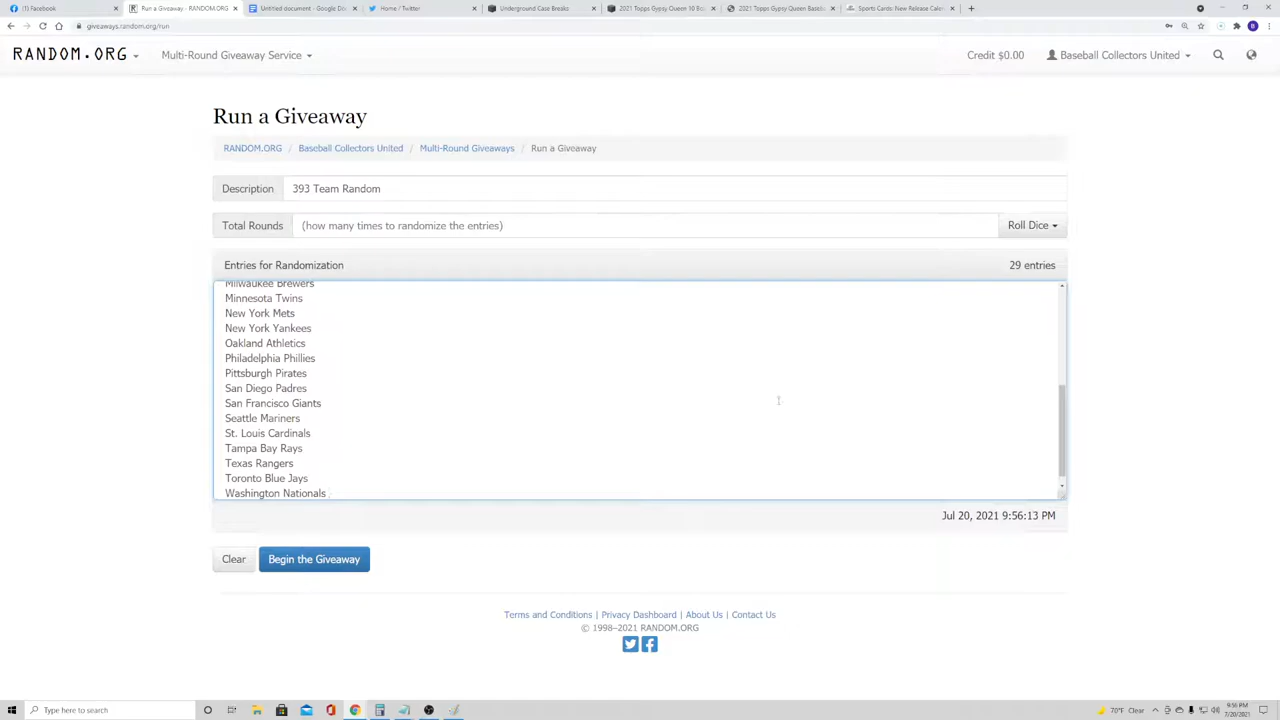 (1) Facebook
Run a Giveaway - RANDOM.ORG
Untitled document - Google Do
Home / Twitter
Underground Case Breaks
2021 Topps Gypsy Queen 10 Bo
2021 Topps Gypsy Queen Baseba
Sports Cards: New Release Calen
giveaways.random.org/run
RANDOM.ORG
Multi-Round Giveaway Service
Credit $0.00
Baseball Collectors United
Run a Giveaway
RANDOM.ORG / Baseball Collectors United / Multi-Round Giveaways / Run a Giveaway
Description
393 Team Random
Total Rounds
(how many times to randomize the entries)
Roll Dice
Entries for Randomization
29 entries
Milwaukee Brewers
Minnesota Twins
New York Mets
New York Yankees
Oakland Athletics
Philadelphia Phillies
Pittsburgh Pirates
San Diego Padres
San Francisco Giants
Seattle Mariners
St. Louis Cardinals
Tampa Bay Rays
Texas Rangers
Toronto Blue Jays
Washington Nationals
Jul 20, 2021 9:56:13 PM
Clear
Begin the Giveaway
Terms and Conditions | Privacy Dashboard | About Us | Contact Us
© 1998–2021 RANDOM.ORG
Type here to search
70°F Clear
9:56 PM
7/20/2021